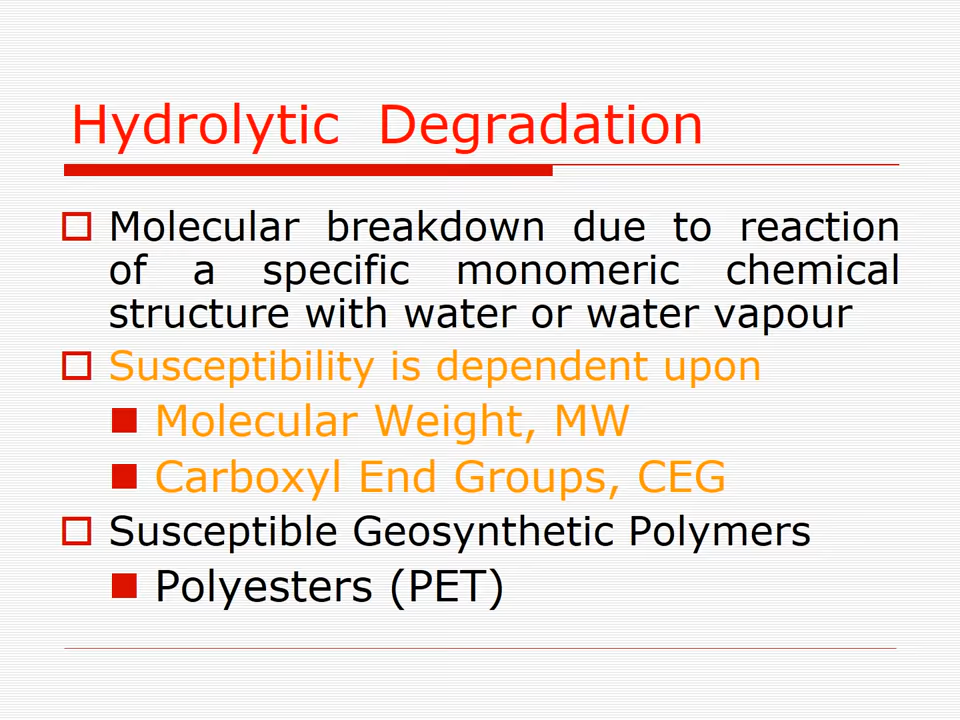 Hydrolytic Degradation
Molecular breakdown due to reaction
of a specific monomeric chemical
structure with water or water vapour
Susceptibility is dependent upon
Molecular Weight, MW
Carboxyl End Groups, CEG
Susceptible Geosynthetic Polymers
Polyesters (PET)